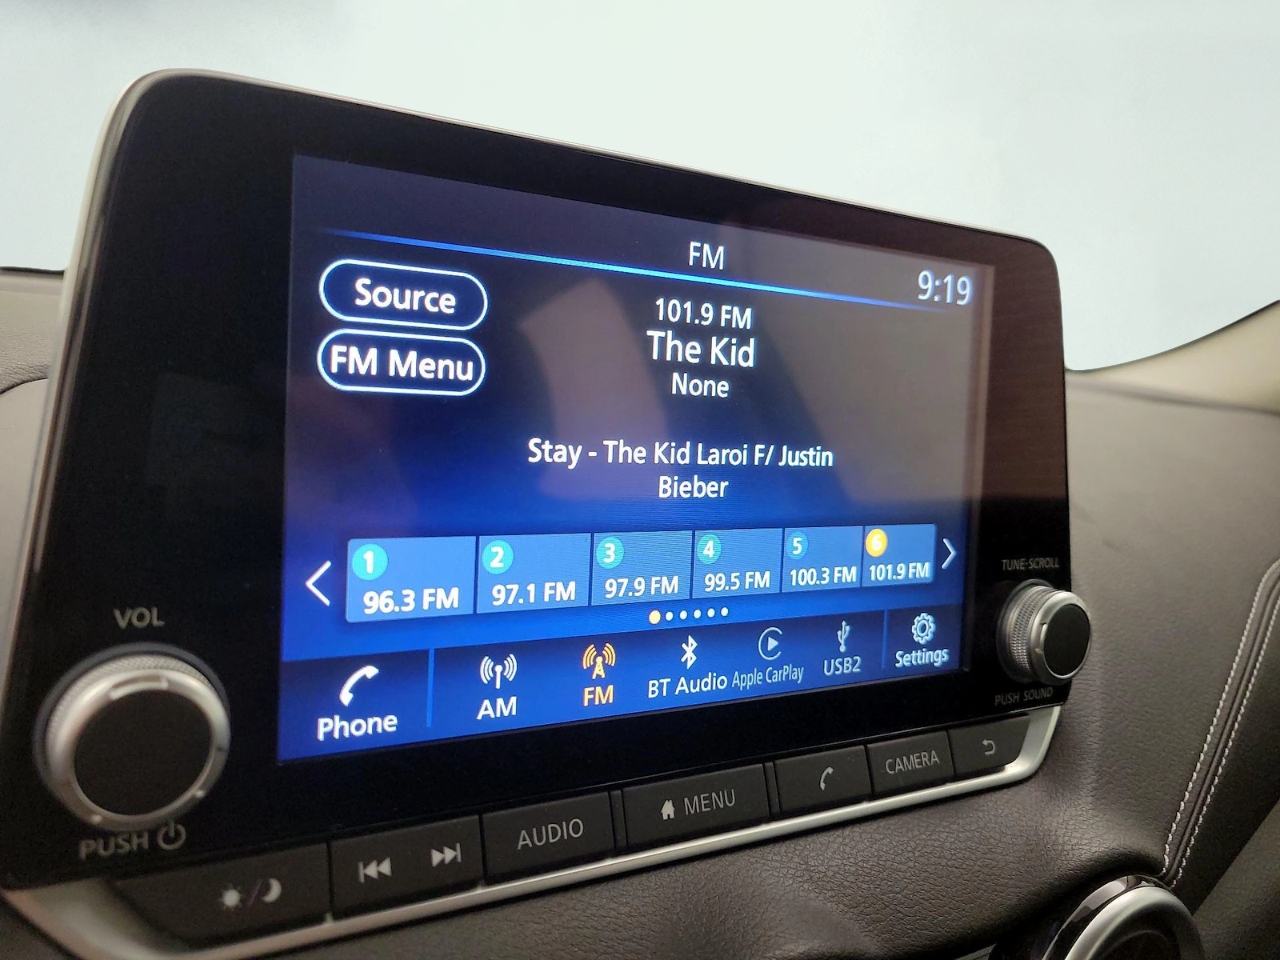 FM
9:19
Source
FM Menu
101.9 FM
The Kid
None
Stay - The Kid Laroi F/ Justin
Bieber
1 2 3 4 5 6
96.3 FM 97.1 FM 97.9 FM 99.5 FM 100.3 FM 101.9 FM
Phone AM FM BT Audio Apple CarPlay USB2 Settings
VOL
PUSH
TUNE·SCROLL
PUSH SOUND
AUDIO MENU CAMERA